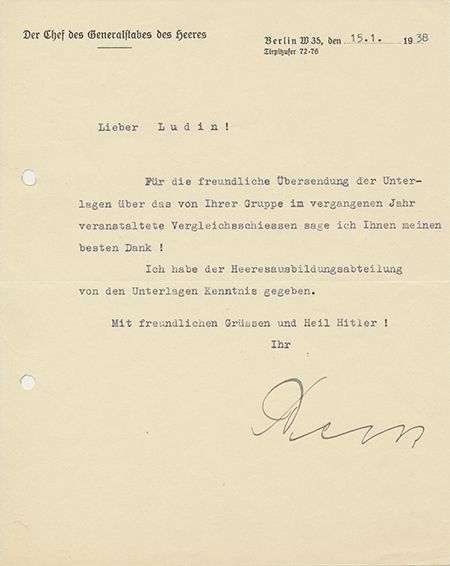 Der Chef des Generalstabes des Heeres
Berlin W 35, den 15.1. 1938
Tirpitzufer 72-76
Lieber Ludin!
Für die freundliche Übersendung der Unter-
lagen über das von Ihrer Gruppe im vergangenen Jahr
veranstaltete Vergleichsschiessen sage ich Ihnen meinen
besten Dank !
Ich habe der Heeresausbildungsabteilung
von den Unterlagen Kenntnis gegeben.
Mit freundlichen Grüssen und Heil Hitler !
Ihr